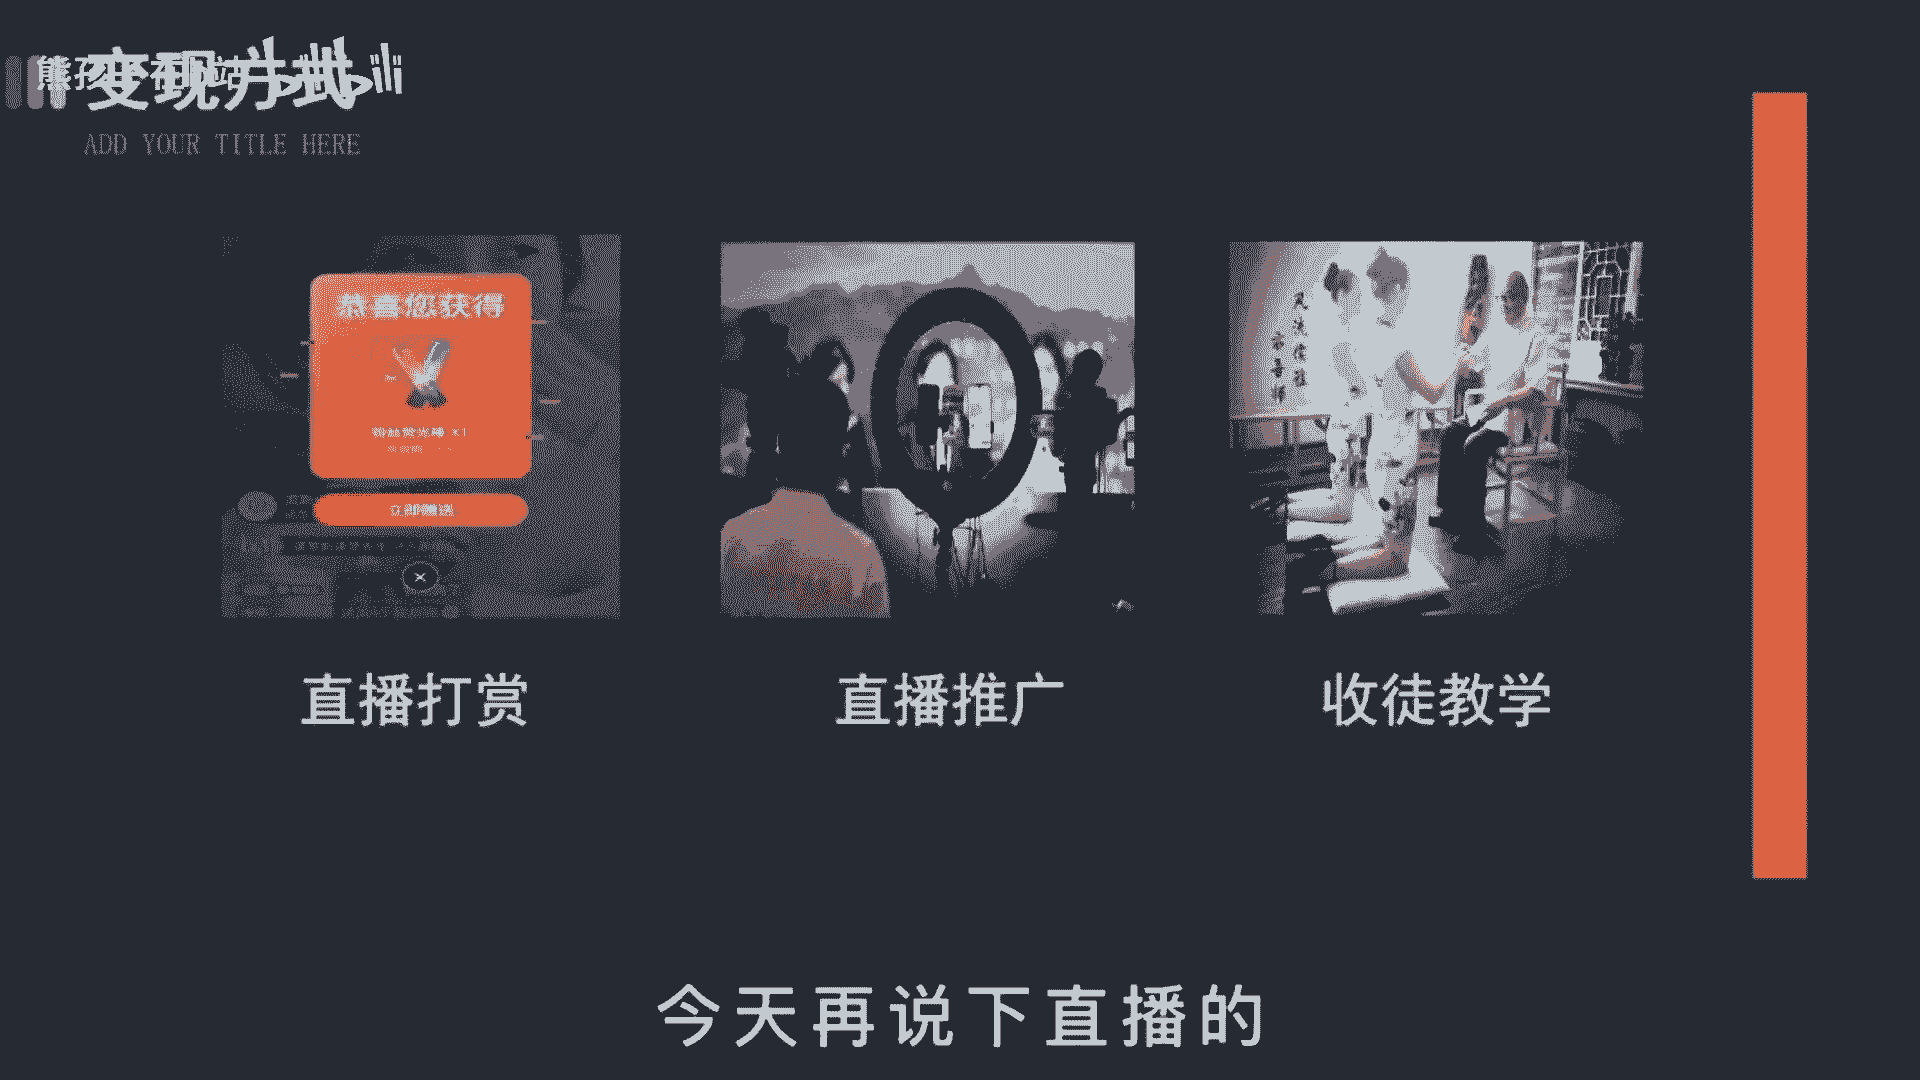 变现方式
ADD YOUR TITLE HERE
恭喜您获得
粉丝荧光棒 ×1
立即赠送
直播打赏
直播推广
收徒教学
今天再说下直播的